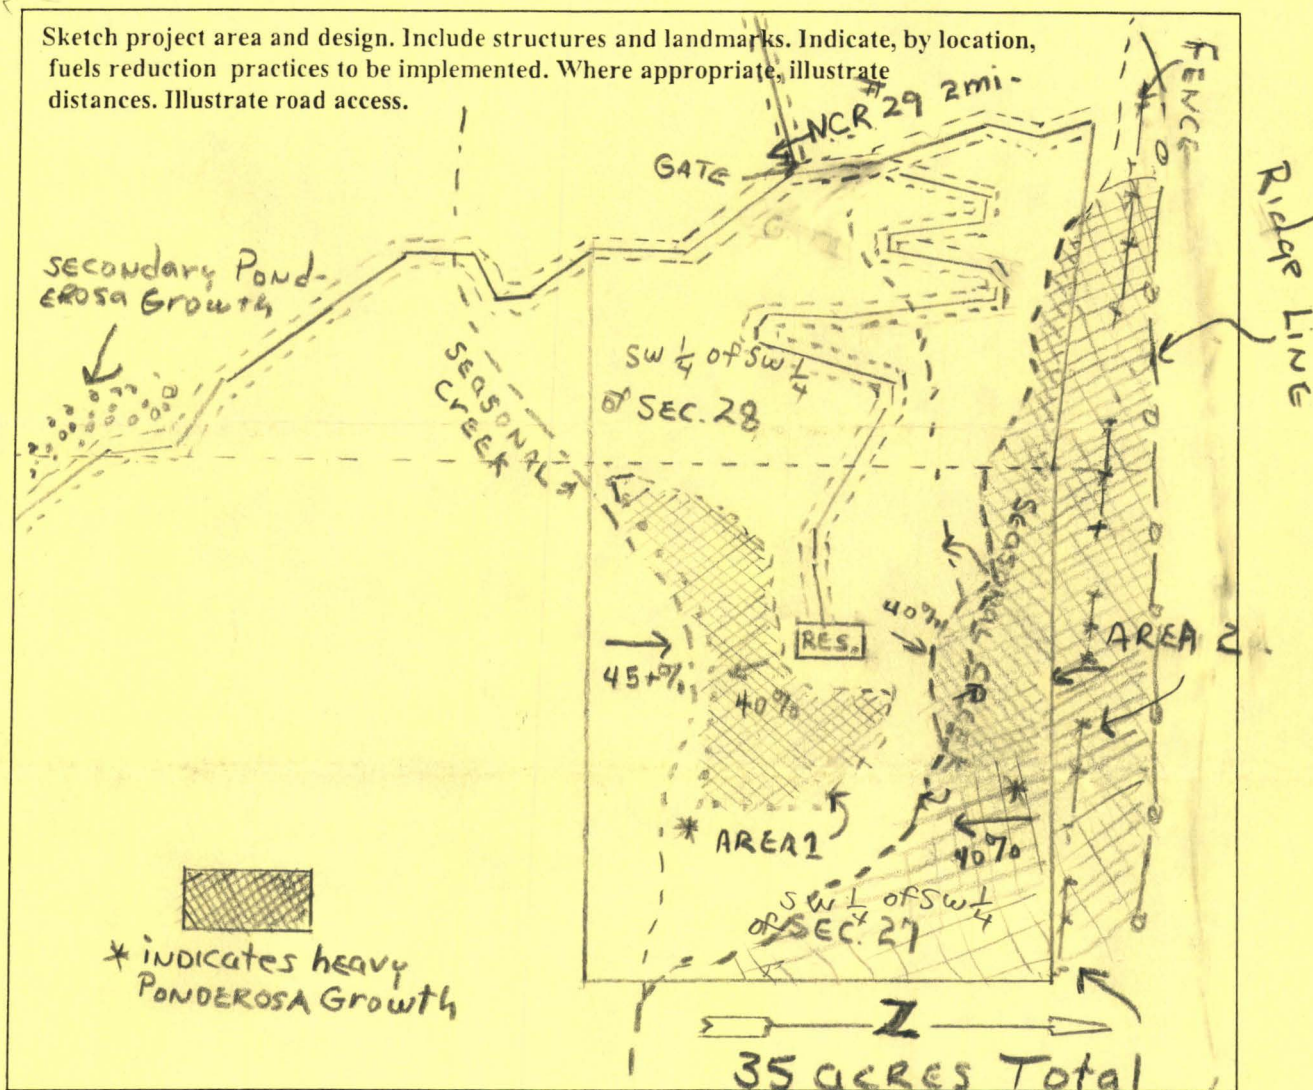 Sketch project area and design. Include structures and landmarks. Indicate, by location,
fuels reduction practices to be implemented. Where appropriate, illustrate
distances. Illustrate road access.
NCR #29 2mi.
GATE
FENCE
Ridge LINE
SECONdary Pond-
EROSa Growth
SEASONAL
CrEEK
SW 1/4 of SW 1/4
of SEC. 28
SEASONAL CrEEK
RES.
45+%
40%
40%
AREA 2
* AREA 1
*
40%
SW 1/4 of SW 1/4
of SEC. 27
* iNDICates heavy
PONDEROSA Growth
N
35 acres Total